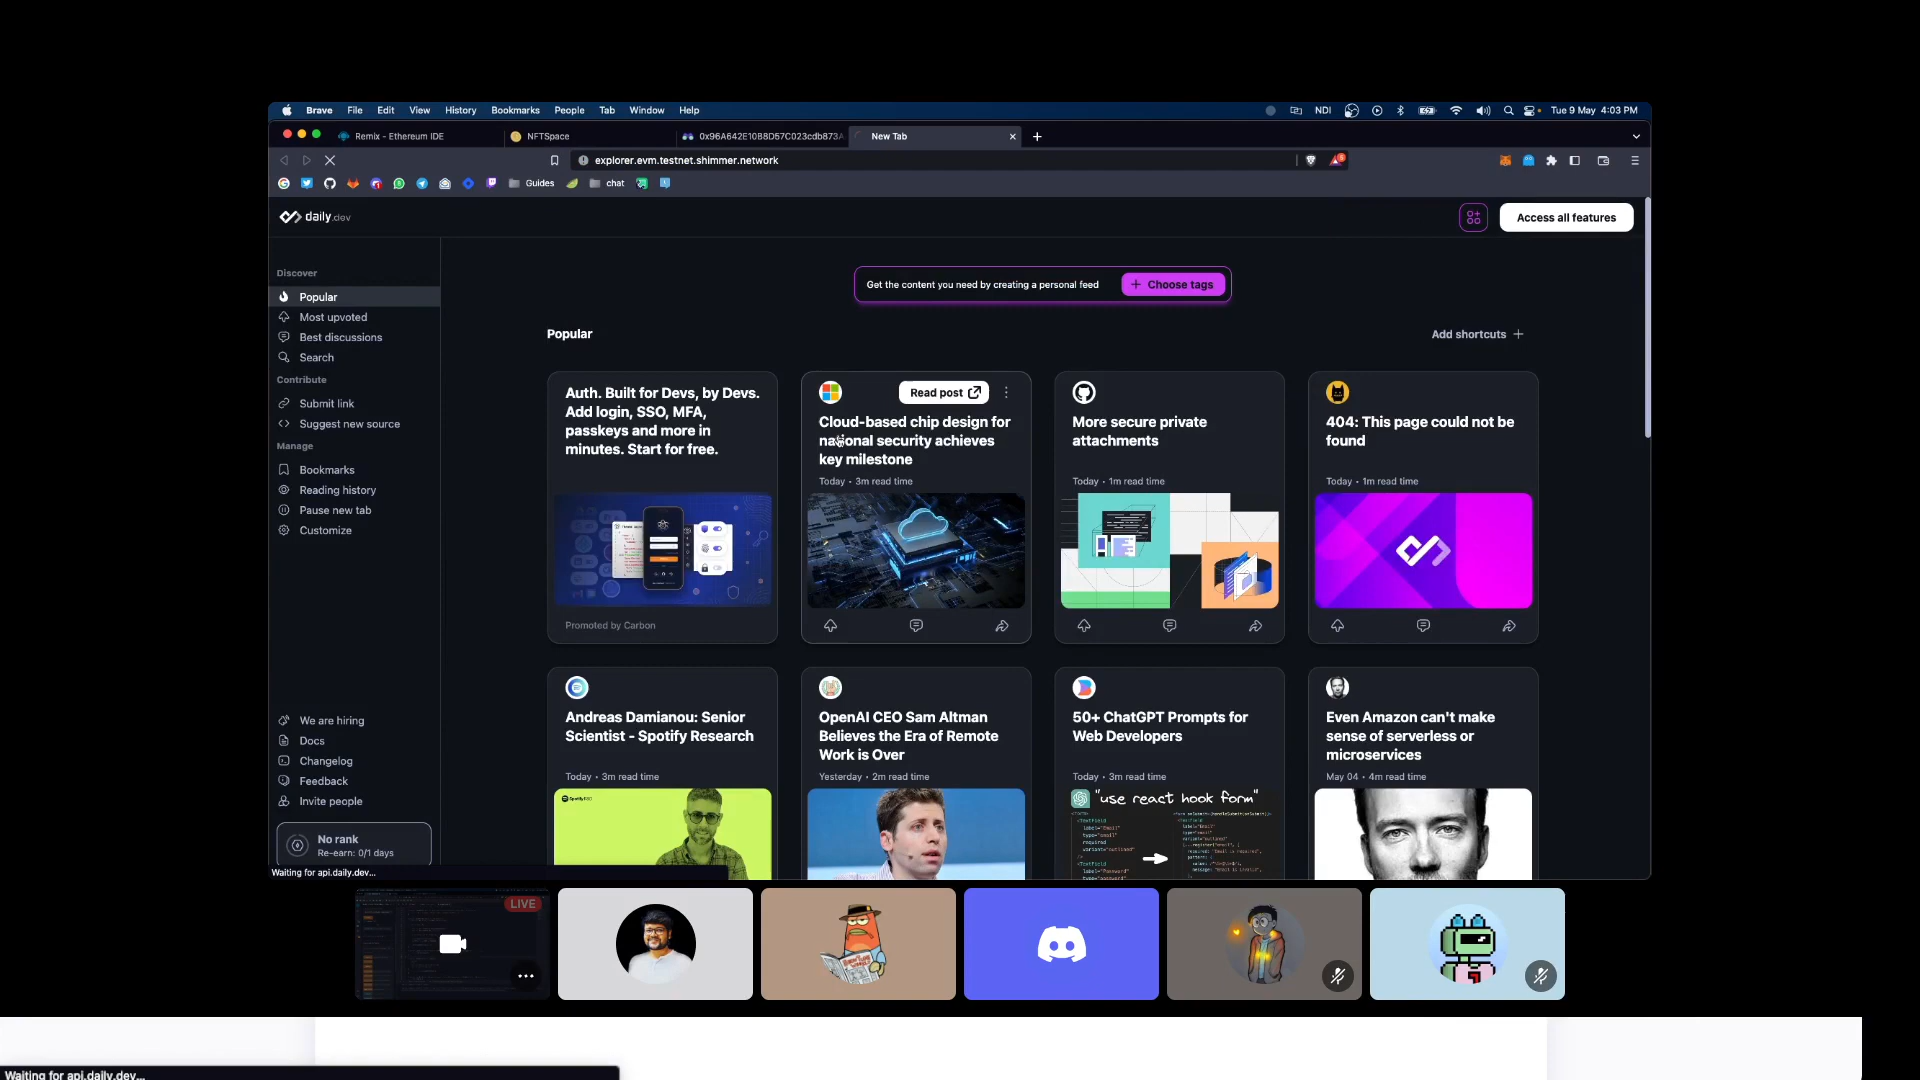 Brave File Edit View History Bookmarks People Tab Window Help NDI Tue 9 May 4:03 PM
Remix - Ethereum IDE NFTSpace 0x96A642E10B8D57C023cdb873A New Tab
explorer.evm.testnet.shimmer.network
Guides chat
daily.dev
Access all features
Discover
Popular
Most upvoted
Best discussions
Search
Contribute
Submit link
Suggest new source
Manage
Bookmarks
Reading history
Pause new tab
Customize
We are hiring
Docs
Changelog
Feedback
Invite people
No rank
Re-earn: 0/1 days
Waiting for api.daily.dev...
Get the content you need by creating a personal feed
+ Choose tags
Popular
Add shortcuts +
Auth. Built for Devs, by Devs.
Add login, SSO, MFA,
passkeys and more in
minutes. Start for free.
Promoted by Carbon
Read post
Cloud-based chip design for
national security achieves
key milestone
Today • 3m read time
More secure private
attachments
Today • 1m read time
404: This page could not be
found
Today • 1m read time
Andreas Damianou: Senior
Scientist - Spotify Research
Today • 3m read time
OpenAI CEO Sam Altman
Believes the Era of Remote
Work is Over
Yesterday • 2m read time
50+ ChatGPT Prompts for
Web Developers
Today • 3m read time
"use react hook form"
Even Amazon can't make
sense of serverless or
microservices
May 04 • 4m read time
LIVE
Waiting for api.daily.dev...